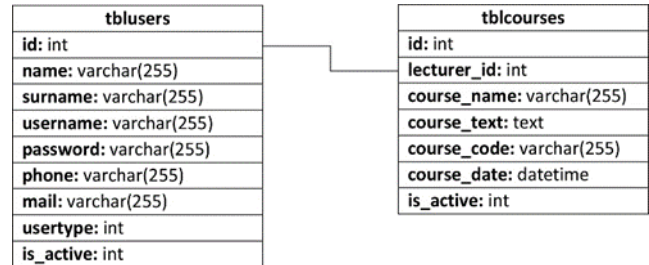 tblusers
id: int
name: varchar(255)
surname: varchar(255)
username: varchar(255)
password: varchar(255)
phone: varchar(255)
mail: varchar(255)
usertype: int
is_active: int
tblcourses
id: int
lecturer_id: int
course_name: varchar(255)
course_text: text
course_code: varchar(255)
course_date: datetime
is_active: int